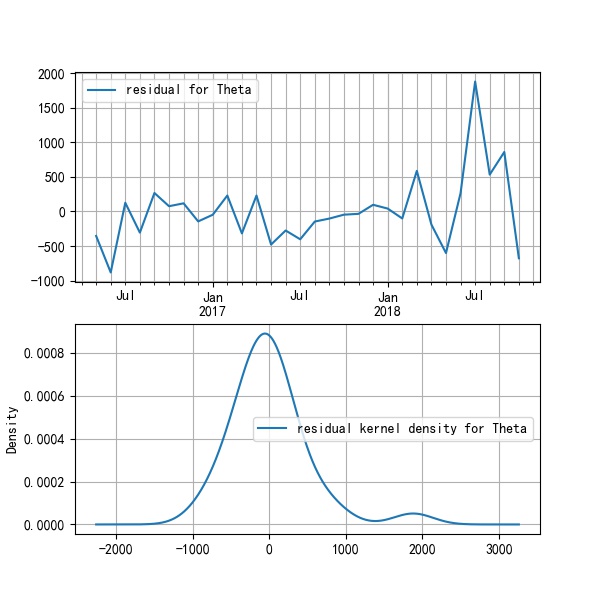 2000
1500
1000
500
0
−500
−1000
residual for Theta
Jul
Jan
2017
Jul
Jan
2018
Jul
0.0008
0.0006
0.0004
0.0002
0.0000
Density
residual kernel density for Theta
−2000
−1000
0
1000
2000
3000